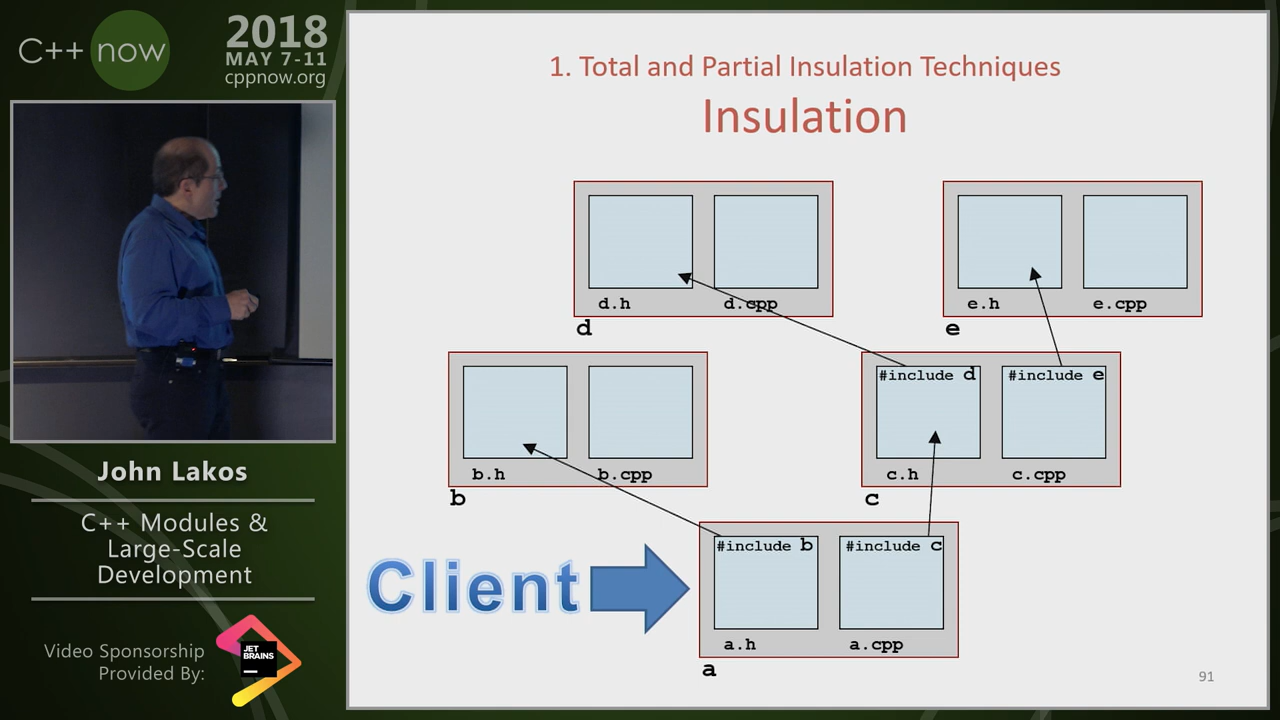 C++ now
2018
MAY 7-11
cppnow.org
John Lakos
C++ Modules &
Large-Scale
Development
Video Sponsorship
Provided By:
JET
BRAINS
1. Total and Partial Insulation Techniques
Insulation
d.h
d.cpp
d
e.h
e.cpp
e
b.h
b.cpp
b
#include d
#include e
c.h
c.cpp
c
Client
#include b
#include c
a.h
a.cpp
a
91